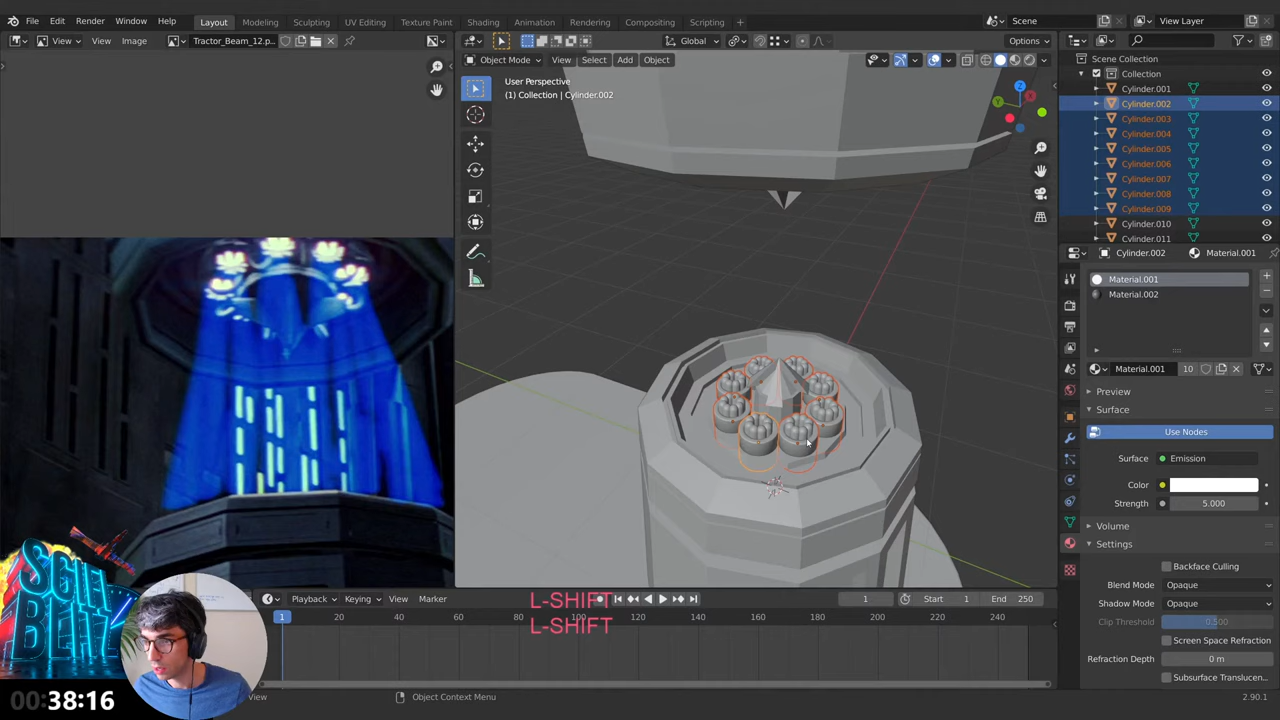 File Edit Render Window Help
Layout Modeling Sculpting UV Editing Texture Paint Shading Animation Rendering Compositing Scripting
Scene
View Layer
View View Image Tractor_Beam_12.p...
Global
Options
Object Mode View Select Add Object
User Perspective
(1) Collection | Cylinder.002
Scene Collection
Collection
Cylinder.001
Cylinder.002
Cylinder.003
Cylinder.004
Cylinder.005
Cylinder.006
Cylinder.007
Cylinder.008
Cylinder.009
Cylinder.010
Cylinder.011
Cylinder.002 Material.001
Material.001
Material.002
Material.001 10
Preview
Surface
Use Nodes
Surface Emission
Color
Strength 5.000
Volume
Settings
Backface Culling
Blend Mode Opaque
Shadow Mode Opaque
Clip Threshold 0.500
Screen Space Refraction
Refraction Depth 0 m
Subsurface Translucen...
L-SHIFT
L-SHIFT
Playback Keying View Marker
1 Start 1 End 250
1 20 40 60 80 100 120 140 160 180 200 220 240
SCIFI
BLITZ
00:38:16
View Object Context Menu 2.90.1